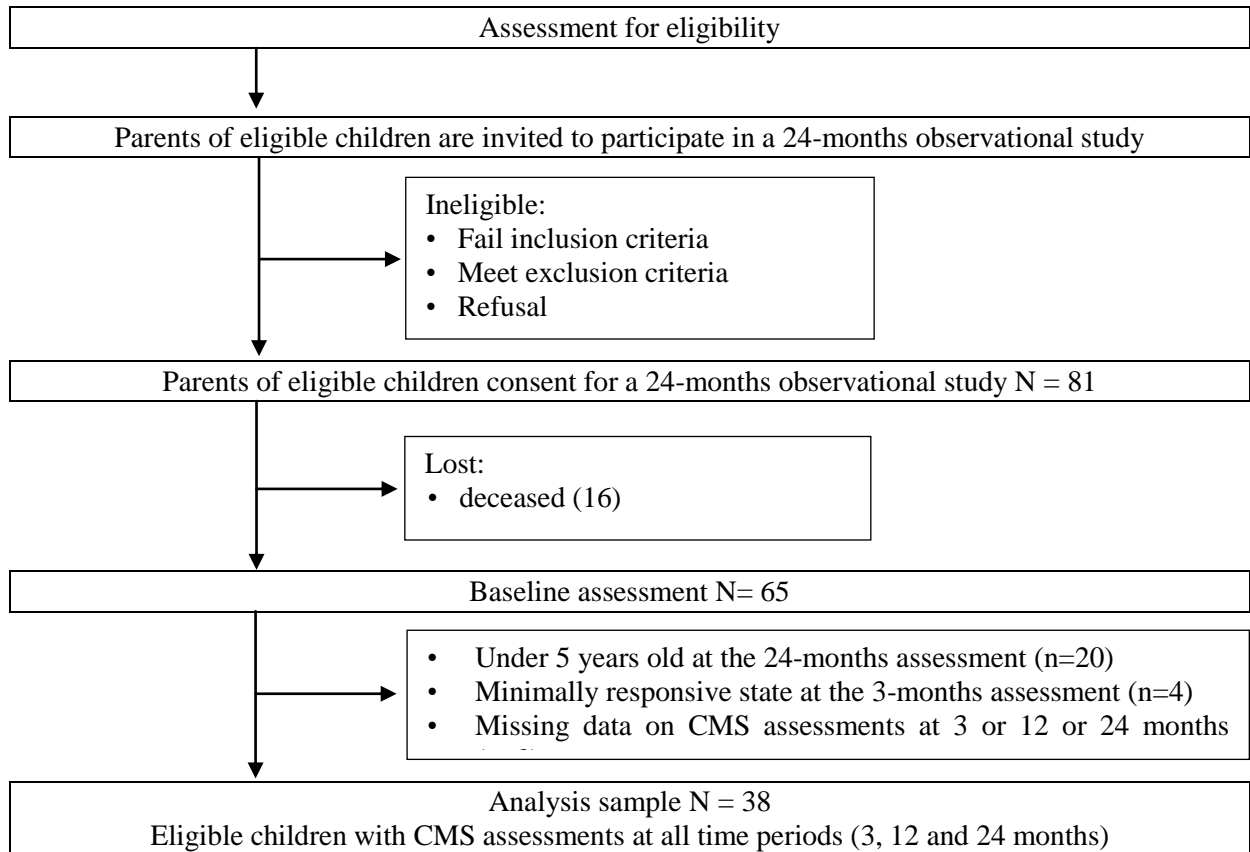 Assessment for eligibility
Parents of eligible children are invited to participate in a 24-months observational study
Ineligible:
• Fail inclusion criteria
• Meet exclusion criteria
• Refusal
Parents of eligible children consent for a 24-months observational study N = 81
Lost:
• deceased (16)
Baseline assessment N= 65
• Under 5 years old at the 24-months assessment (n=20)
• Minimally responsive state at the 3-months assessment (n=4)
• Missing data on CMS assessments at 3 or 12 or 24 months
Analysis sample N = 38
Eligible children with CMS assessments at all time periods (3, 12 and 24 months)